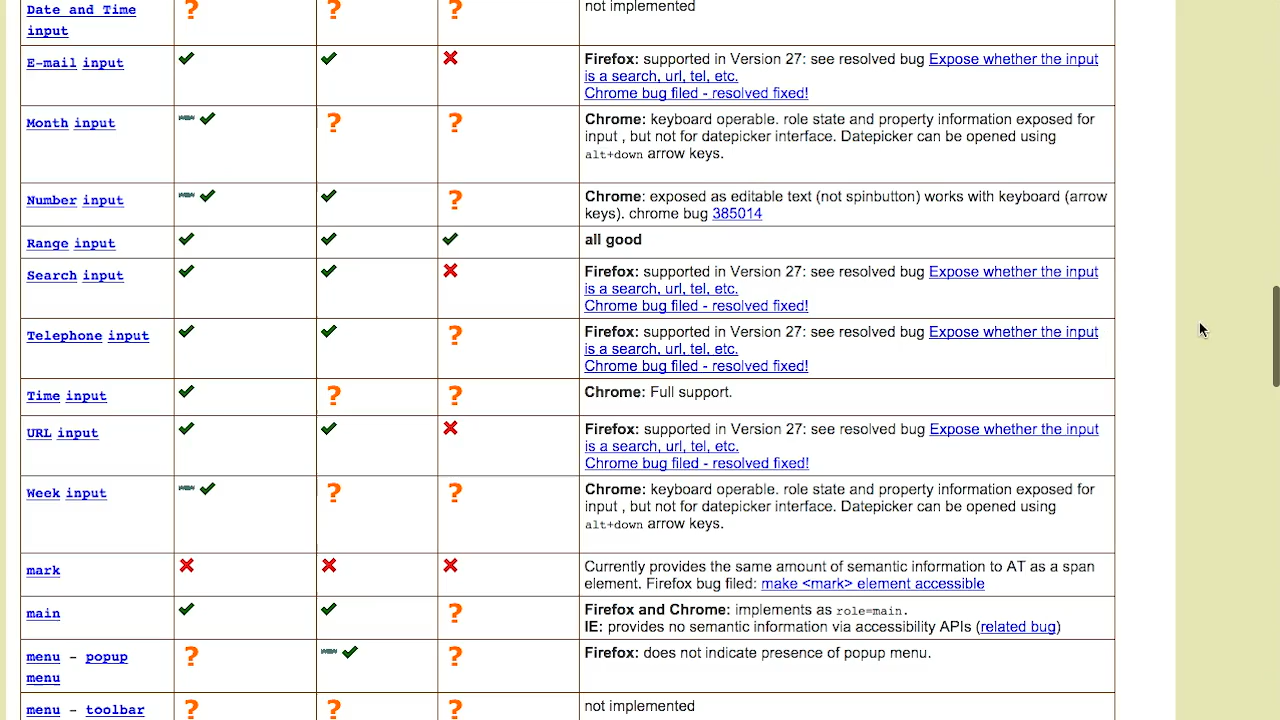 Date and Time
input
?
?
?
not implemented
E-mail input
Firefox: supported in Version 27: see resolved bug Expose whether the input
is a search, url, tel, etc.
Chrome bug filed - resolved fixed!
Month input
?
?
Chrome: keyboard operable. role state and property information exposed for
input , but not for datepicker interface. Datepicker can be opened using
alt+down arrow keys.
Number input
?
Chrome: exposed as editable text (not spinbutton) works with keyboard (arrow
keys). chrome bug 385014
Range input
all good
Search input
Firefox: supported in Version 27: see resolved bug Expose whether the input
is a search, url, tel, etc.
Chrome bug filed - resolved fixed!
Telephone input
?
Firefox: supported in Version 27: see resolved bug Expose whether the input
is a search, url, tel, etc.
Chrome bug filed - resolved fixed!
Time input
?
?
Chrome: Full support.
URL input
Firefox: supported in Version 27: see resolved bug Expose whether the input
is a search, url, tel, etc.
Chrome bug filed - resolved fixed!
Week input
?
?
Chrome: keyboard operable. role state and property information exposed for
input , but not for datepicker interface. Datepicker can be opened using
alt+down arrow keys.
mark
Currently provides the same amount of semantic information to AT as a span
element. Firefox bug filed: make <mark> element accessible
main
?
Firefox and Chrome: implements as role=main.
IE: provides no semantic information via accessibility APIs (related bug)
menu - popup
menu
?
?
Firefox: does not indicate presence of popup menu.
menu - toolbar
?
?
?
not implemented